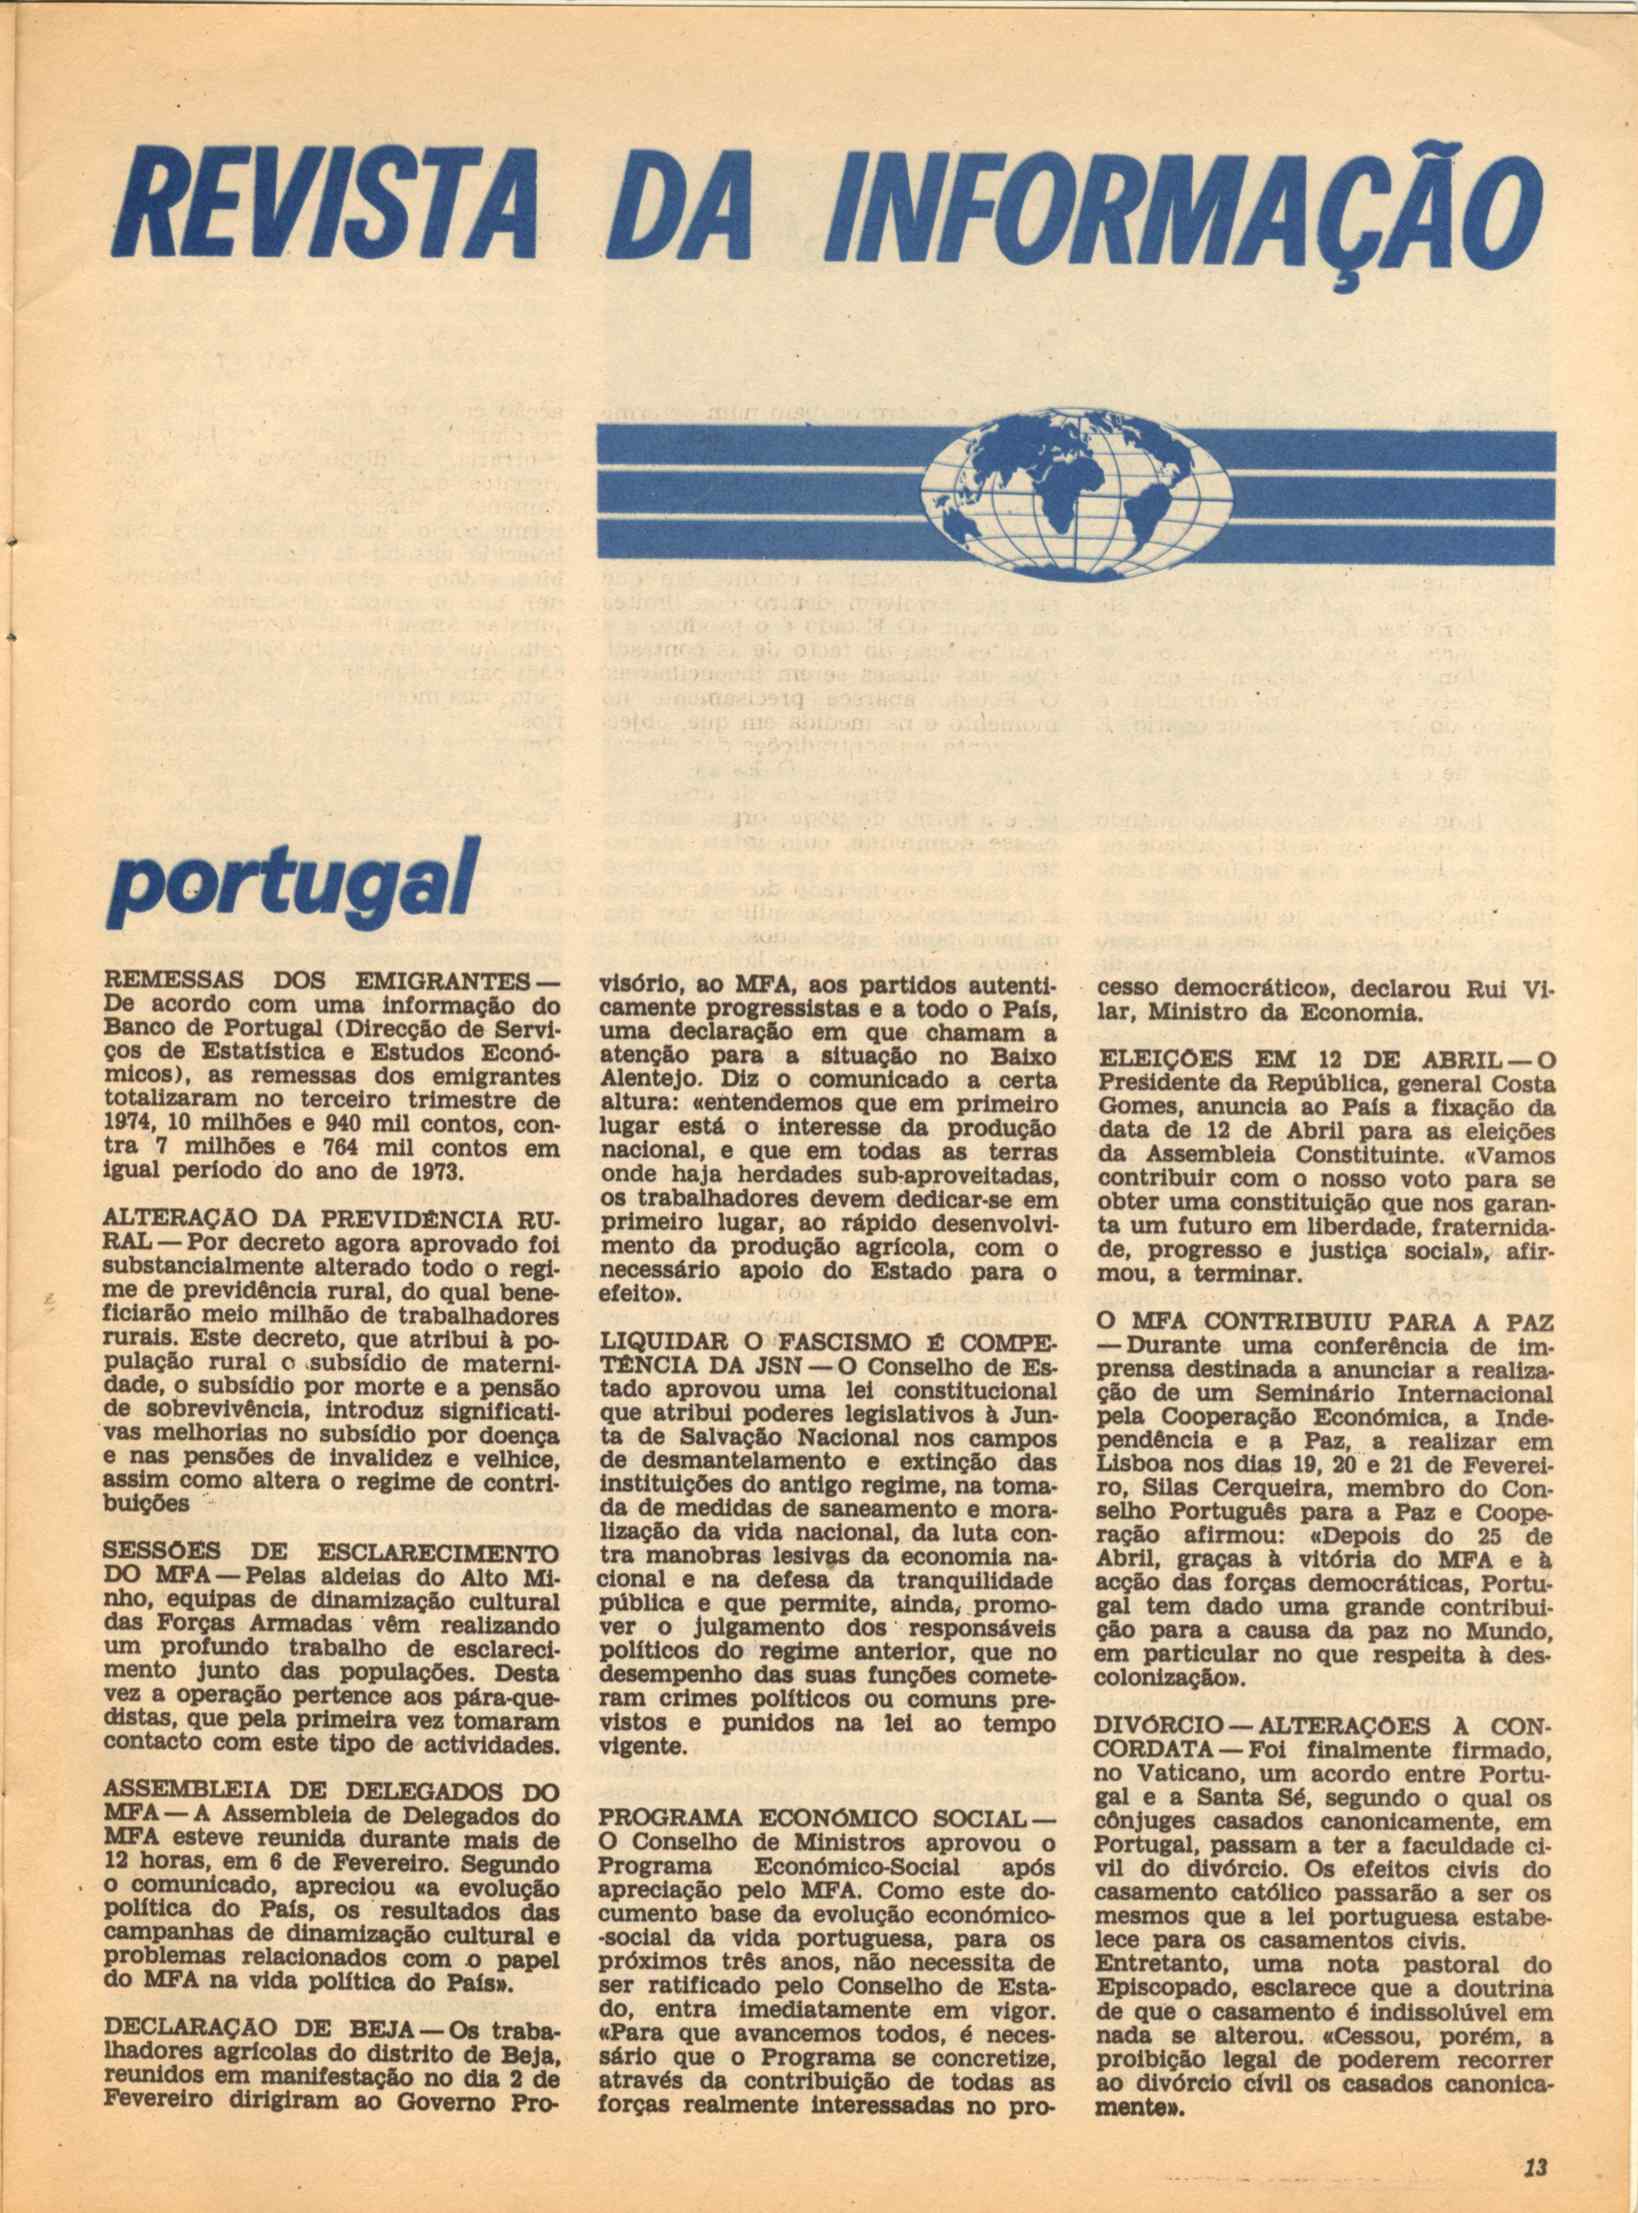 REVISTA DA INFORMAÇÃO
portugal
REMESSAS DOS EMIGRANTES —
De acordo com uma informação do
Banco de Portugal (Direcção de Servi-
ços de Estatística e Estudos Econó-
micos), as remessas dos emigrantes
totalizaram no terceiro trimestre de
1974, 10 milhões e 940 mil contos, con-
tra 7 milhões e 764 mil contos em
igual período do ano de 1973.
ALTERAÇÃO DA PREVIDÊNCIA RU-
RAL — Por decreto agora aprovado foi
substancialmente alterado todo o regi-
me de previdência rural, do qual bene-
ficiarão meio milhão de trabalhadores
rurais. Este decreto, que atribui à po-
pulação rural o subsídio de materni-
dade, o subsídio por morte e a pensão
de sobrevivência, introduz significati-
vas melhorias no subsídio por doença
e nas pensões de invalidez e velhice,
assim como altera o regime de contri-
buições
SESSÕES DE ESCLARECIMENTO
DO MFA — Pelas aldeias do Alto Mi-
nho, equipas de dinamização cultural
das Forças Armadas vêm realizando
um profundo trabalho de esclareci-
mento junto das populações. Desta
vez a operação pertence aos pára-que-
distas, que pela primeira vez tomaram
contacto com este tipo de actividades.
ASSEMBLEIA DE DELEGADOS DO
MFA — A Assembleia de Delegados do
MFA esteve reunida durante mais de
12 horas, em 6 de Fevereiro. Segundo
o comunicado, apreciou «a evolução
política do País, os resultados das
campanhas de dinamização cultural e
problemas relacionados com o papel
do MFA na vida política do País».
DECLARAÇÃO DE BEJA — Os traba-
lhadores agrícolas do distrito de Beja,
reunidos em manifestação no dia 2 de
Fevereiro dirigiram ao Governo Pro-
visório, ao MFA, aos partidos autenti-
camente progressistas e a todo o País,
uma declaração em que chamam a
atenção para a situação no Baixo
Alentejo. Diz o comunicado a certa
altura: «entendemos que em primeiro
lugar está o interesse da produção
nacional, e que em todas as terras
onde haja herdades sub-aproveitadas,
os trabalhadores devem dedicar-se em
primeiro lugar, ao rápido desenvolvi-
mento da produção agrícola, com o
necessário apoio do Estado para o
efeito».
LIQUIDAR O FASCISMO É COMPE-
TÊNCIA DA JSN — O Conselho de Es-
tado aprovou uma lei constitucional
que atribui poderes legislativos à Jun-
ta de Salvação Nacional nos campos
de desmantelamento e extinção das
instituições do antigo regime, na toma-
da de medidas de saneamento e mora-
lização da vida nacional, da luta con-
tra manobras lesivas da economia na-
cional e na defesa da tranquilidade
pública e que permite, ainda, promo-
ver o julgamento dos responsáveis
políticos do regime anterior, que no
desempenho das suas funções comete-
ram crimes políticos ou comuns pre-
vistos e punidos na lei ao tempo
vigente.
PROGRAMA ECONÓMICO SOCIAL —
O Conselho de Ministros aprovou o
Programa Económico-Social após
apreciação pelo MFA. Como este do-
cumento base da evolução económico-
-social da vida portuguesa, para os
próximos três anos, não necessita de
ser ratificado pelo Conselho de Esta-
do, entra imediatamente em vigor.
«Para que avancemos todos, é neces-
sário que o Programa se concretize,
através da contribuição de todas as
forças realmente interessadas no pro-
cesso democrático», declarou Rui Vi-
lar, Ministro da Economia.
ELEIÇÕES EM 12 DE ABRIL — O
Presidente da República, general Costa
Gomes, anuncia ao País a fixação da
data de 12 de Abril para as eleições
da Assembleia Constituinte. «Vamos
contribuir com o nosso voto para se
obter uma constituição que nos garan-
ta um futuro em liberdade, fraternida-
de, progresso e justiça social», afir-
mou, a terminar.
O MFA CONTRIBUIU PARA A PAZ
— Durante uma conferência de im-
prensa destinada a anunciar a realiza-
ção de um Seminário Internacional
pela Cooperação Económica, a Inde-
pendência e a Paz, a realizar em
Lisboa nos dias 19, 20 e 21 de Feverei-
ro, Silas Cerqueira, membro do Con-
selho Português para a Paz e Coope-
ração afirmou: «Depois do 25 de
Abril, graças à vitória do MFA e à
acção das forças democráticas, Portu-
gal tem dado uma grande contribui-
ção para a causa da paz no Mundo,
em particular no que respeita à des-
colonização».
DIVÓRCIO — ALTERAÇÕES À CON-
CORDATA — Foi finalmente firmado,
no Vaticano, um acordo entre Portu-
gal e a Santa Sé, segundo o qual os
cônjuges casados canonicamente, em
Portugal, passam a ter a faculdade ci-
vil do divórcio. Os efeitos civis do
casamento católico passarão a ser os
mesmos que a lei portuguesa estabe-
lece para os casamentos civis.
Entretanto, uma nota pastoral do
Episcopado, esclarece que a doutrina
de que o casamento é indissolúvel em
nada se alterou. «Cessou, porém, a
proibição legal de poderem recorrer
ao divórcio cívil os casados canonica-
mente».
13